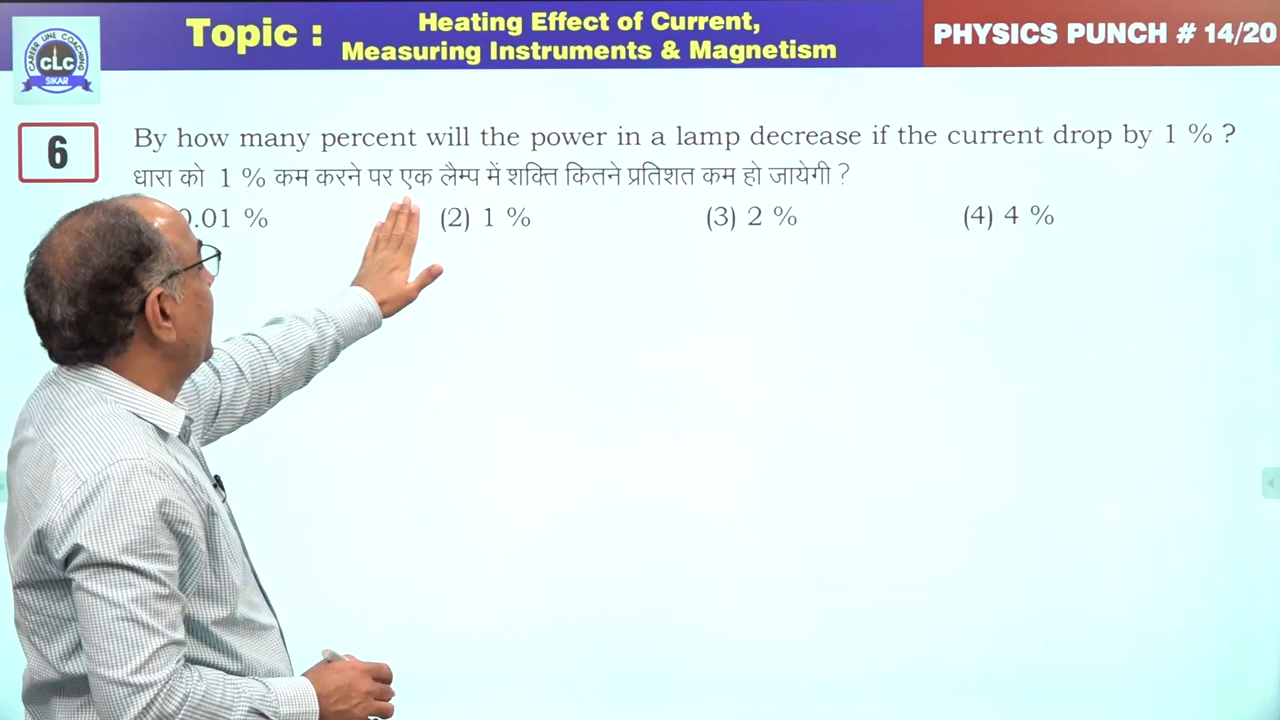 Topic :
Heating Effect of Current,
Measuring Instruments & Magnetism
PHYSICS PUNCH # 14/20
CAREER LINE COACHING
CLC
SIKAR
6
By how many percent will the power in a lamp decrease if the current drop by 1 % ?
धारा को 1 % कम करने पर एक लैम्प में शक्ति कितने प्रतिशत कम हो जायेगी ?
0.01 % (2) 1 % (3) 2 % (4) 4 %